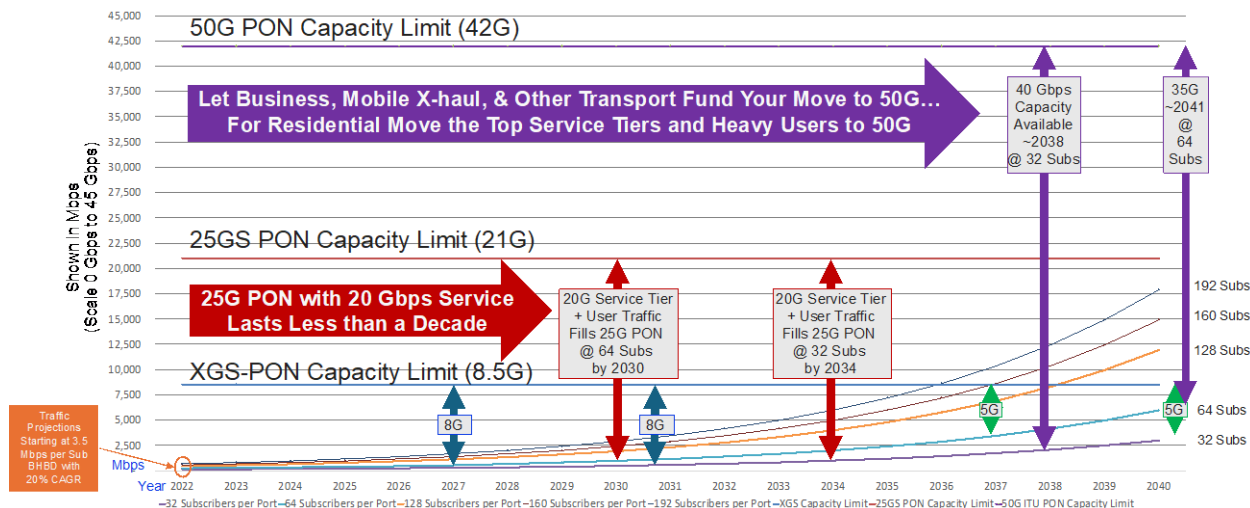 45,000
42,500
40,000
37,500
35,000
32,500
30,000
27,500
25,000
22,500
20,000
17,500
15,000
12,500
10,000
7,500
5,000
2,500
Mbps
Shown in Mbps
(Scale 0 Gbps to 45 Gbps)
50G PON Capacity Limit (42G)
Let Business, Mobile X-haul, & Other Transport Fund Your Move to 50G…
For Residential Move the Top Service Tiers and Heavy Users to 50G
40 Gbps
Capacity
Available
~2038
@ 32 Subs
35G
~2041
@
64
Subs
25GS PON Capacity Limit (21G)
25G PON with 20 Gbps Service
Lasts Less than a Decade
20G Service Tier
+ User Traffic
Fills 25G PON
@ 64 Subs
by 2030
20G Service Tier
+ User Traffic
Fills 25G PON
@ 32 Subs
by 2034
192 Subs
160 Subs
128 Subs
64 Subs
32 Subs
XGS-PON Capacity Limit (8.5G)
8G
8G
5G
5G
Traffic
Projections
Starting at 3.5
Mbps per Sub
BHBD with
20% CAGR
Year
2022
2023
2024
2025
2026
2027
2028
2029
2030
2031
2032
2033
2034
2035
2036
2037
2038
2039
2040
32 Subscribers per Port
64 Subscribers per Port
128 Subscribers per Port
160 Subscribers per Port
192 Subscribers per Port
XGS Capacity Limit
25GS PON Capacity Limit
50G ITU PON Capacity Limit